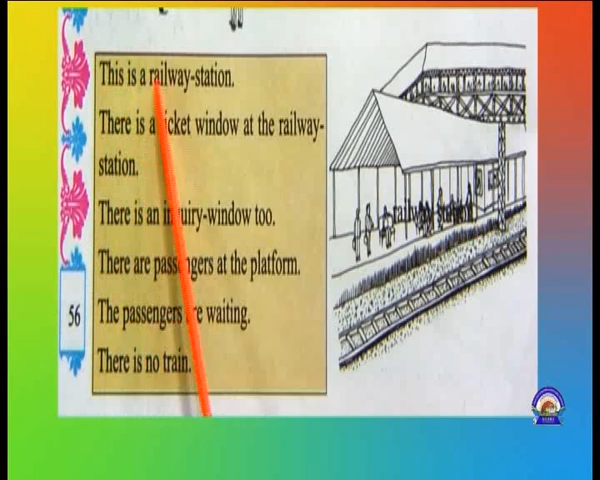 This is a railway-station.
There is a ticket window at the railway-
station.
There is an inquiry-window too.
There are passengers at the platform.
The passengers are waiting.
There is no train.
56
railway station